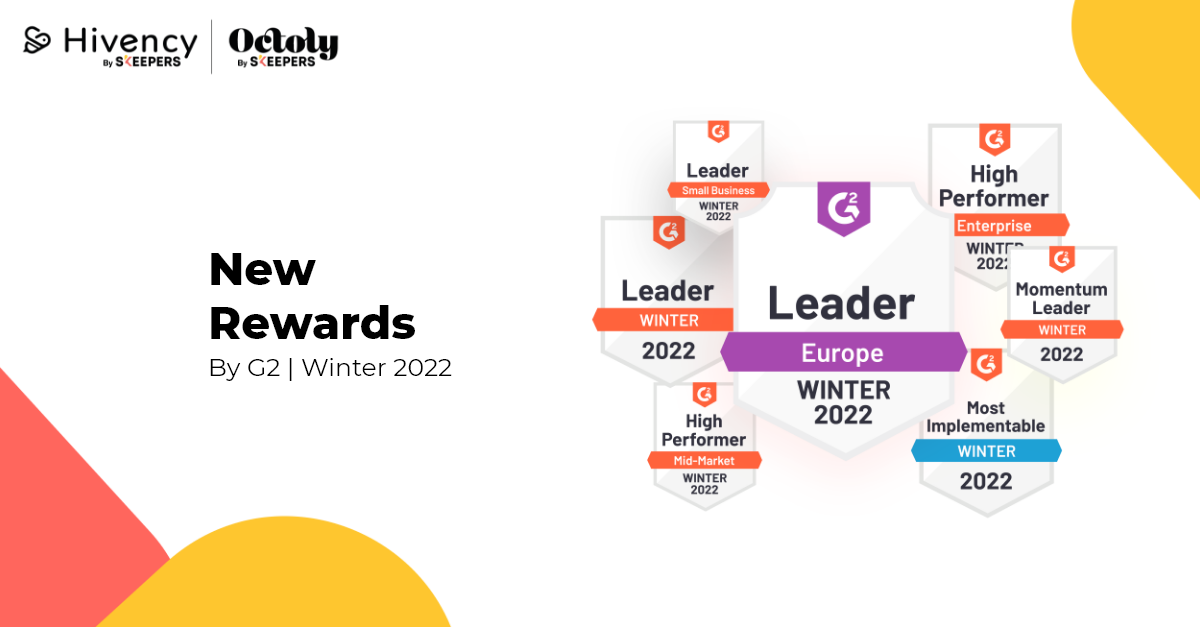 Hivency
By SKEEPERS
Octoly
By SKEEPERS
New
Rewards
By G2 | Winter 2022
G2
Leader
Small Business
WINTER
2022
G2
Leader
WINTER
2022
G2
High
Performer
Mid-Market
WINTER
2022
G2
Leader
Europe
WINTER
2022
G2
High
Performer
Enterprise
WINTER
2022
G2
Momentum
Leader
WINTER
2022
G2
Most
Implementable
WINTER
2022